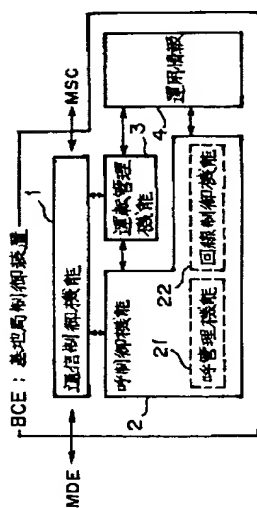 BCE:基地局制御装置
MDE
MSC
1
通信制御機能
2
呼制御機能
3
運転管理
機能
4
運用情報
21
呼管理機能
22
回線制御機能